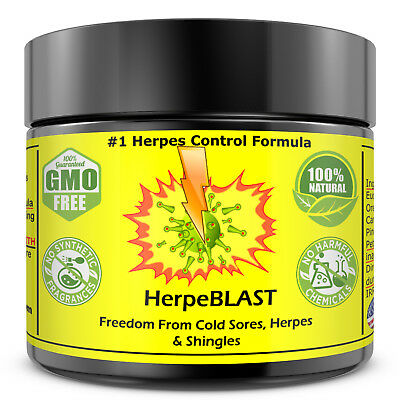 #1 Herpes Control Formula
100%
Guaranteed
GMO
FREE
100%
NATURAL
NO SYNTHETIC
FRAGRANCES
NO HARMFUL
CHEMICALS
HerpeBLAST
Freedom From Cold Sores, Herpes
& Shingles